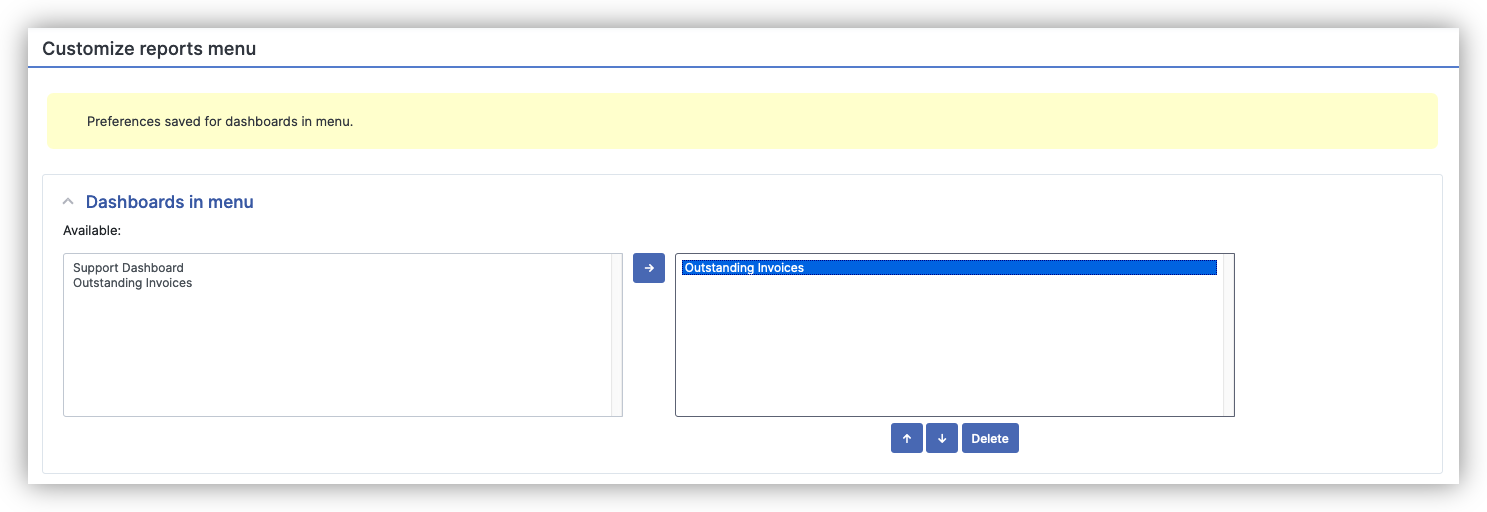 Customize reports menu
Preferences saved for dashboards in menu.
Dashboards in menu
Available:
Support Dashboard
Outstanding Invoices
Outstanding Invoices
Delete